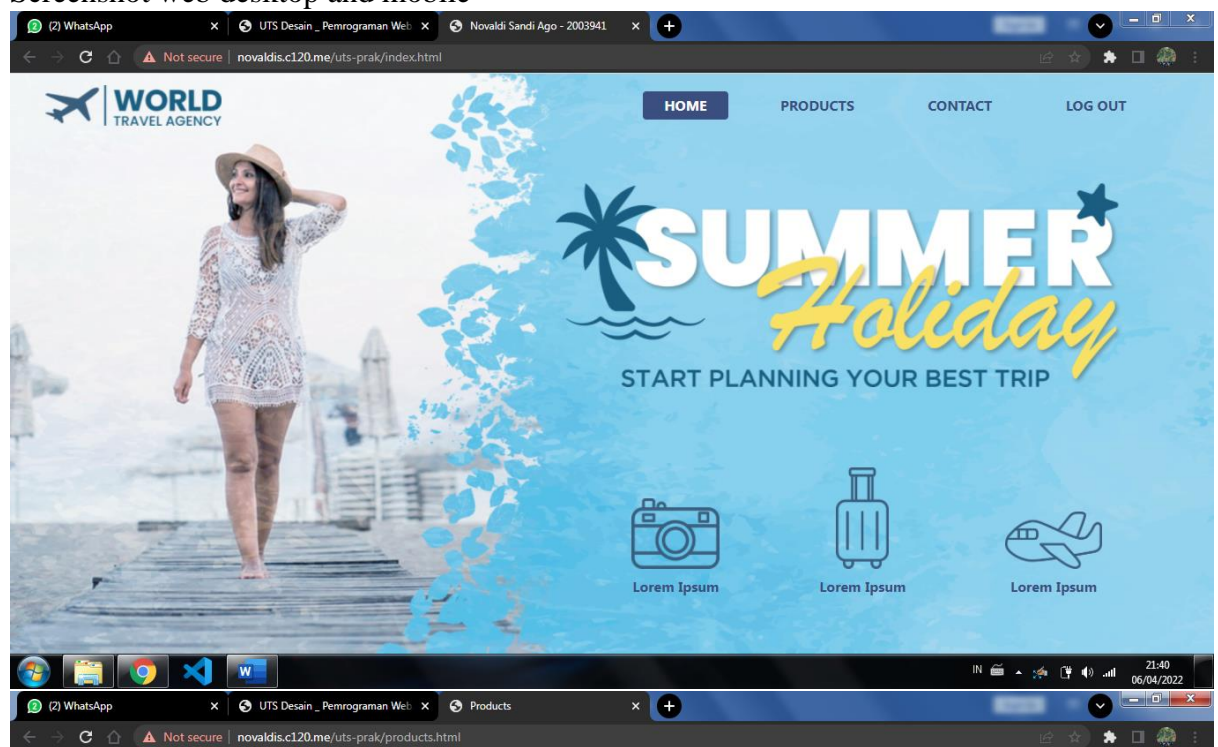 Screenshot web desktop and mobile
(2) WhatsApp
UTS Desain _ Pemrograman Web
Novaldi Sandi Ago - 2003941
Not secure | novaldis.c120.me/uts-prak/index.html
WORLD
TRAVEL AGENCY
HOME PRODUCTS CONTACT LOG OUT
SUMMER
Holiday
START PLANNING YOUR BEST TRIP
Lorem Ipsum Lorem Ipsum Lorem Ipsum
IN
21:40
06/04/2022
(2) WhatsApp
UTS Desain _ Pemrograman Web
Products
Not secure | novaldis.c120.me/uts-prak/products.html